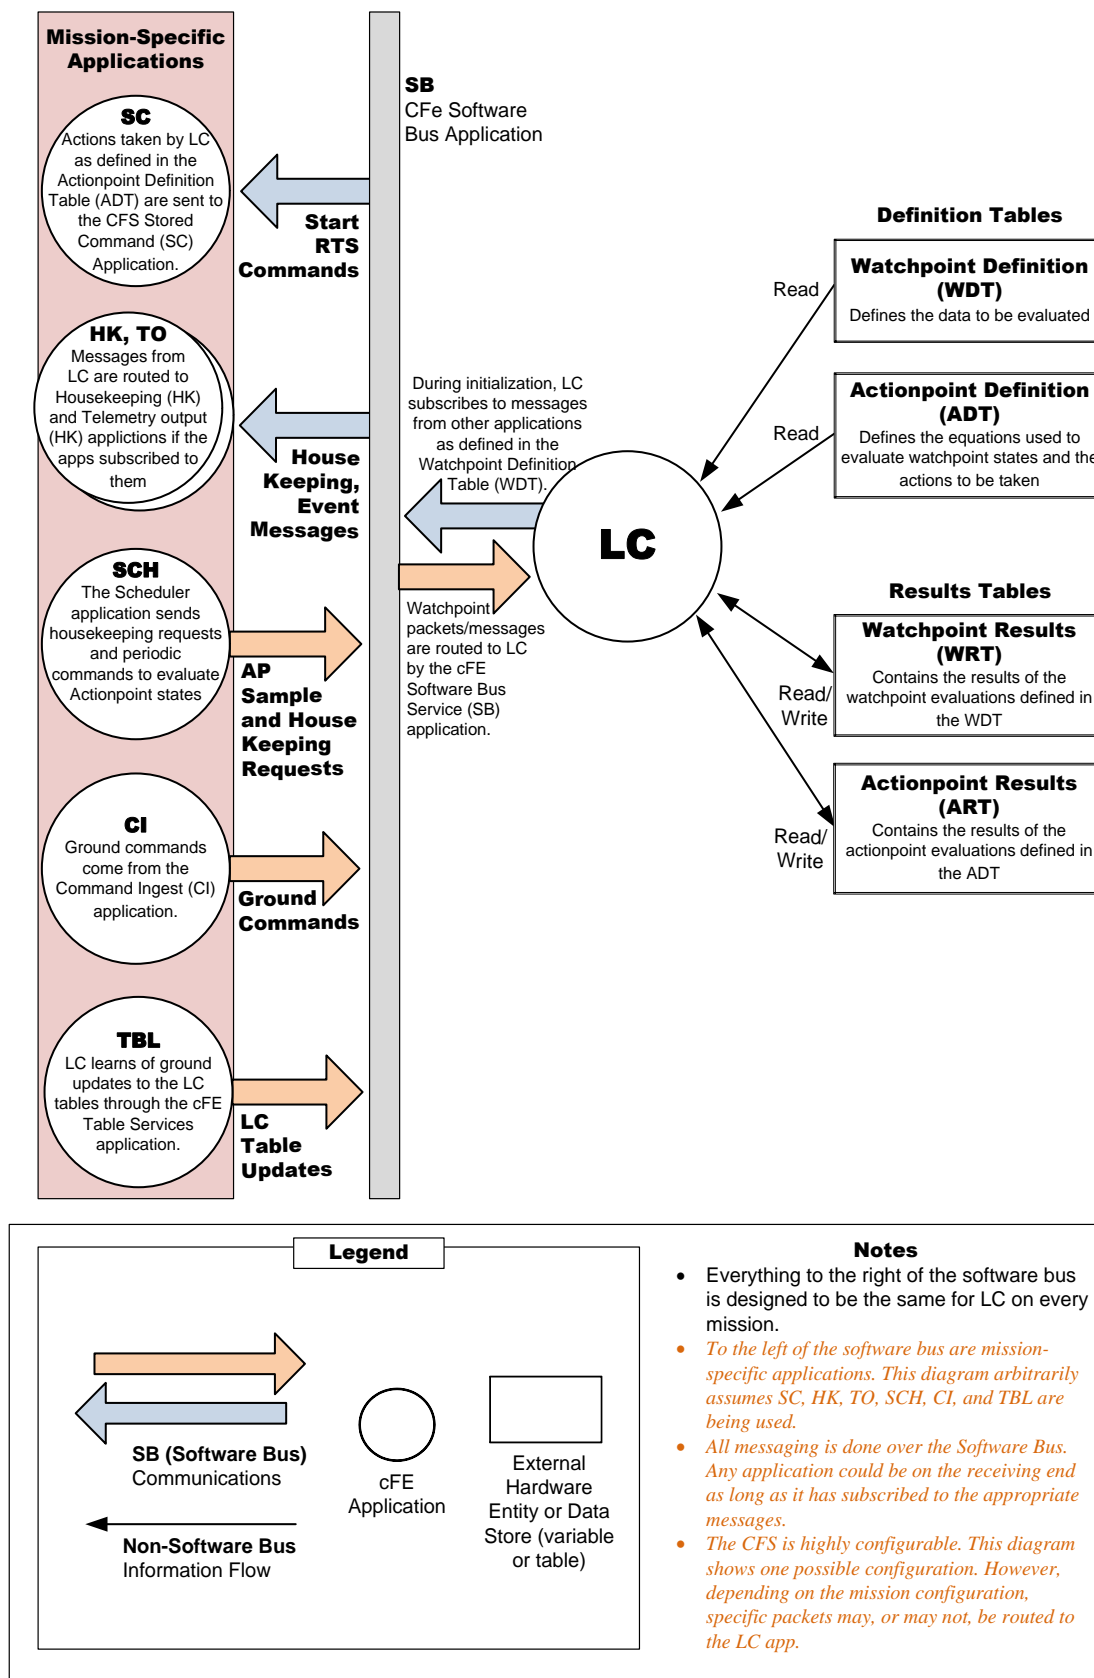 Mission-Specific
Applications
SC
Actions taken by LC
as defined in the
Actionpoint Definition
Table (ADT) are sent to
the CFS Stored
Command (SC)
Application.
HK, TO
Messages from
LC are routed to
Housekeeping (HK)
and Telemetry output
(HK) applictions if the
apps subscribed to
them
SCH
The Scheduler
application sends
housekeeping requests
and periodic
commands to evaluate
Actionpoint states
CI
Ground commands
come from the
Command Ingest (CI)
application.
TBL
LC learns of ground
updates to the LC
tables through the cFE
Table Services
application.
Start
RTS
Commands
House
Keeping,
Event
Messages
AP
Sample
and House
Keeping
Requests
Ground
Commands
LC
Table
Updates
SB
CFe Software
Bus Application
During initialization, LC
subscribes to messages
from other applications
as defined in the
Watchpoint Definition
Table (WDT).
Watchpoint
packets/messages
are routed to LC
by the cFE
Software Bus
Service (SB)
application.
LC
Definition Tables
Read
Watchpoint Definition
(WDT)
Defines the data to be evaluated
Read
Actionpoint Definition
(ADT)
Defines the equations used to
evaluate watchpoint states and the
actions to be taken
Results Tables
Read/
Write
Watchpoint Results
(WRT)
Contains the results of the
watchpoint evaluations defined in
the WDT
Read/
Write
Actionpoint Results
(ART)
Contains the results of the
actionpoint evaluations defined in
the ADT
Legend
SB (Software Bus)
Communications
Non-Software Bus
Information Flow
cFE
Application
External
Hardware
Entity or Data
Store (variable
or table)
Notes
• Everything to the right of the software bus
is designed to be the same for LC on every
mission.
• To the left of the software bus are mission-
specific applications. This diagram arbitrarily
assumes SC, HK, TO, SCH, CI, and TBL are
being used.
• All messaging is done over the Software Bus.
Any application could be on the receiving end
as long as it has subscribed to the appropriate
messages.
• The CFS is highly configurable. This diagram
shows one possible configuration. However,
depending on the mission configuration,
specific packets may, or may not, be routed to
the LC app.